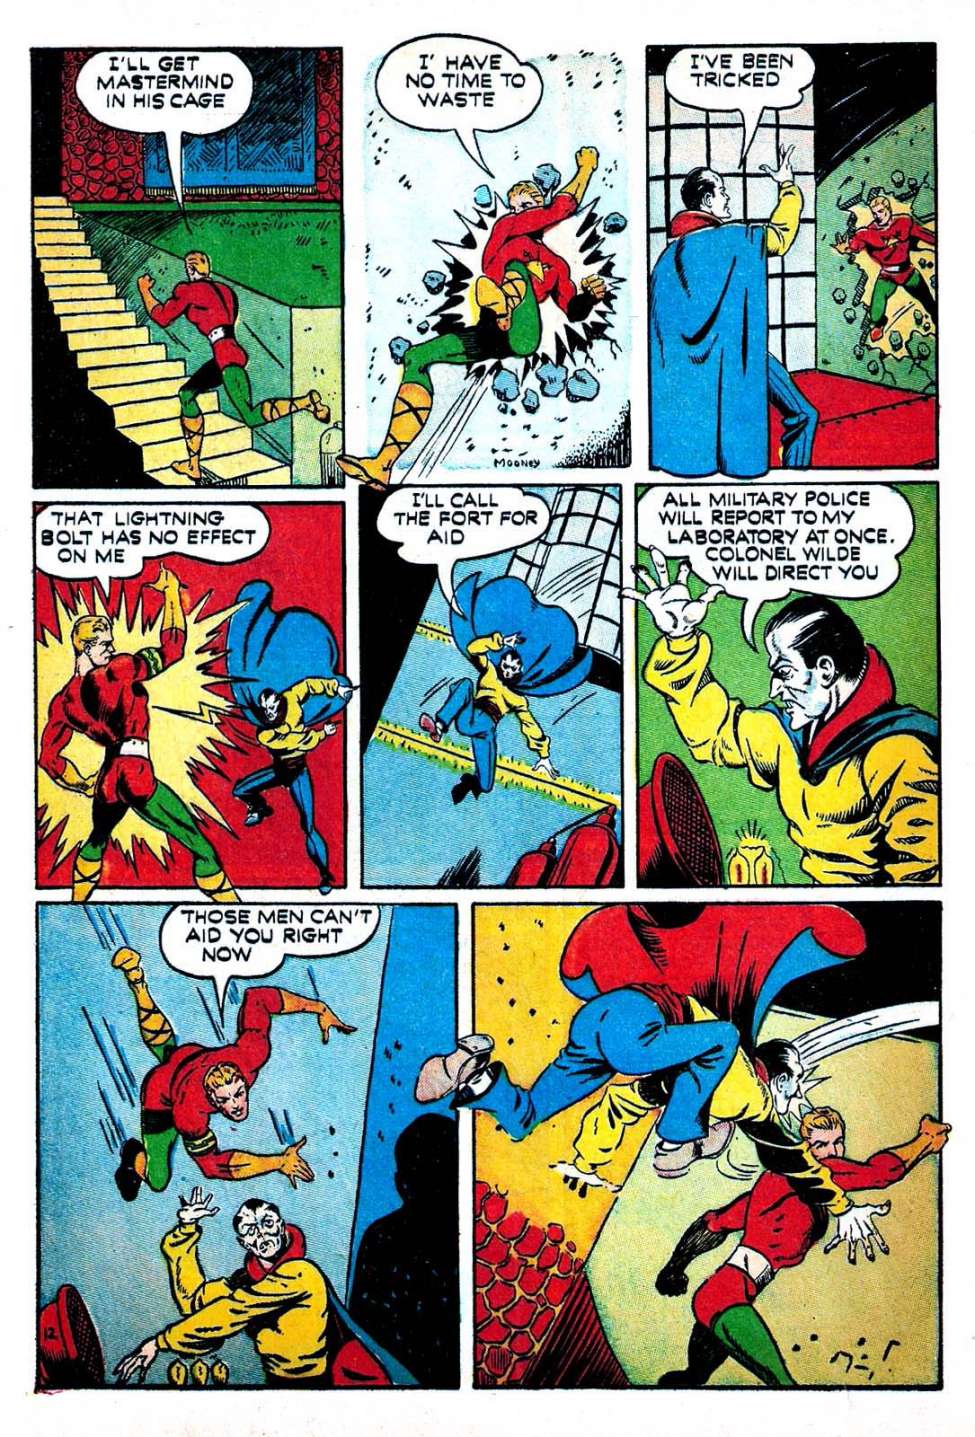 I'LL GET
MASTERMIND
IN HIS CAGE
I' HAVE
NO TIME TO
WASTE
MOONEY
I'VE BEEN
TRICKED
THAT LIGHTNING
BOLT HAS NO EFFECT
ON ME
I'LL CALL
THE FORT FOR
AID
ALL MILITARY POLICE
WILL REPORT TO MY
LABORATORY AT ONCE.
COLONEL WILDE
WILL DIRECT YOU
THOSE MEN CAN'T
AID YOU RIGHT
NOW
12